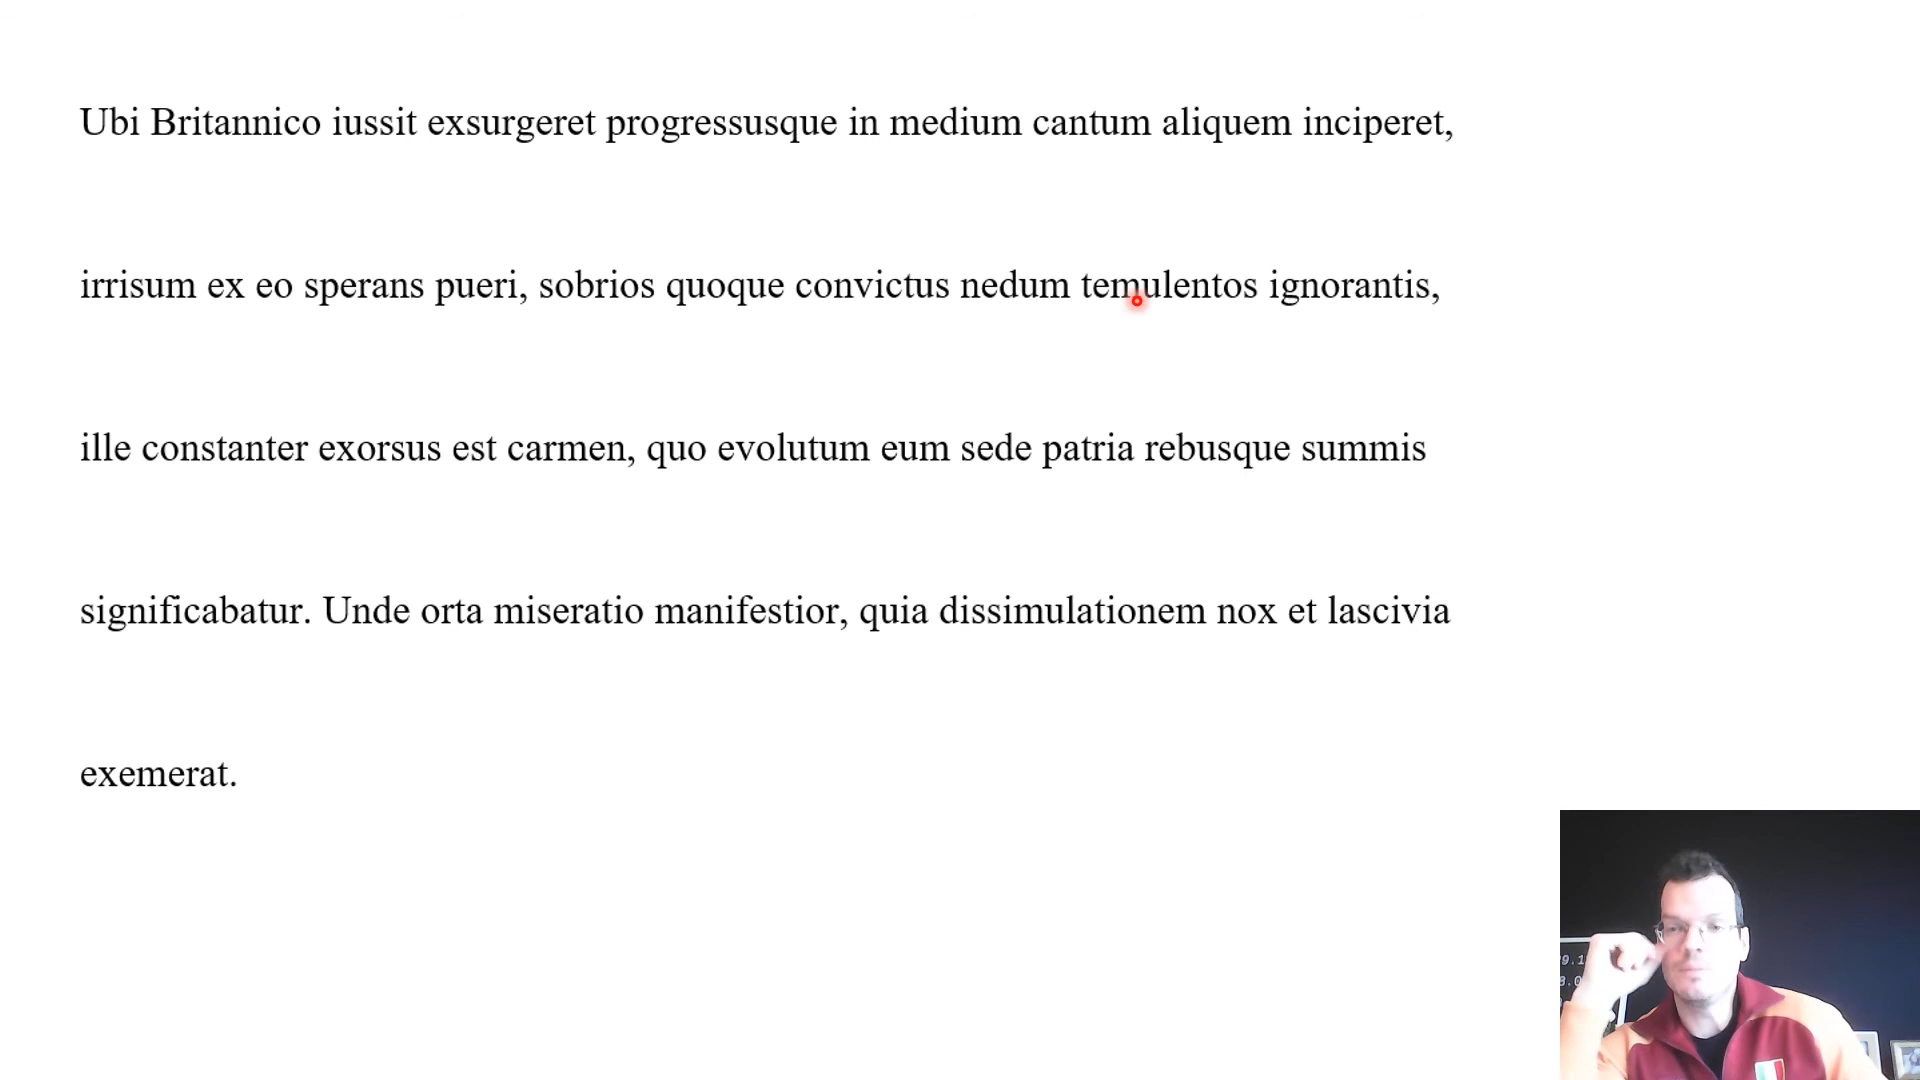 Ubi Britannico iussit exsurgeret progressusque in medium cantum aliquem inciperet,
irrisum ex eo sperans pueri, sobrios quoque convictus nedum temulentos ignorantis,
ille constanter exorsus est carmen, quo evolutum eum sede patria rebusque summis
significabatur. Unde orta miseratio manifestior, quia dissimulationem nox et lascivia
exemerat.